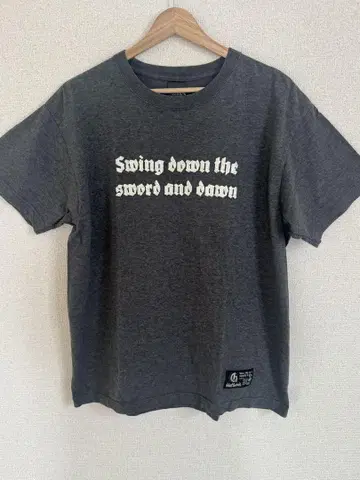 Swing down the
sword and dawn